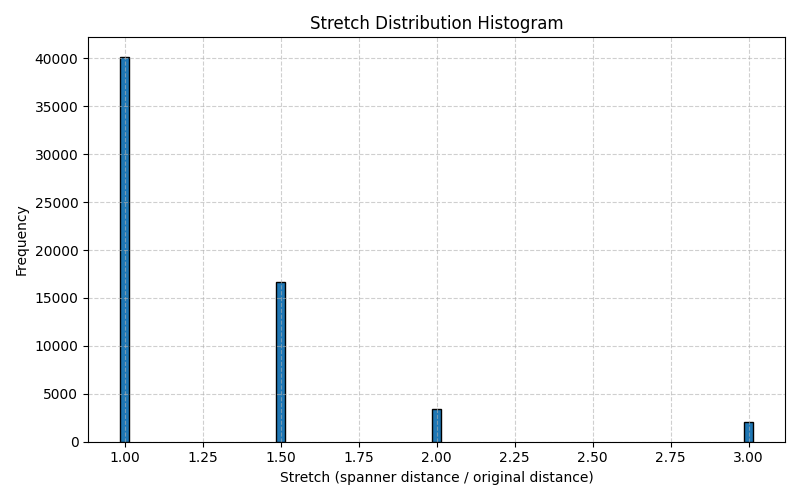 Stretch Distribution Histogram
Frequency
40000
35000
30000
25000
20000
15000
10000
5000
0
1.00 1.25 1.50 1.75 2.00 2.25 2.50 2.75 3.00
Stretch (spanner distance / original distance)